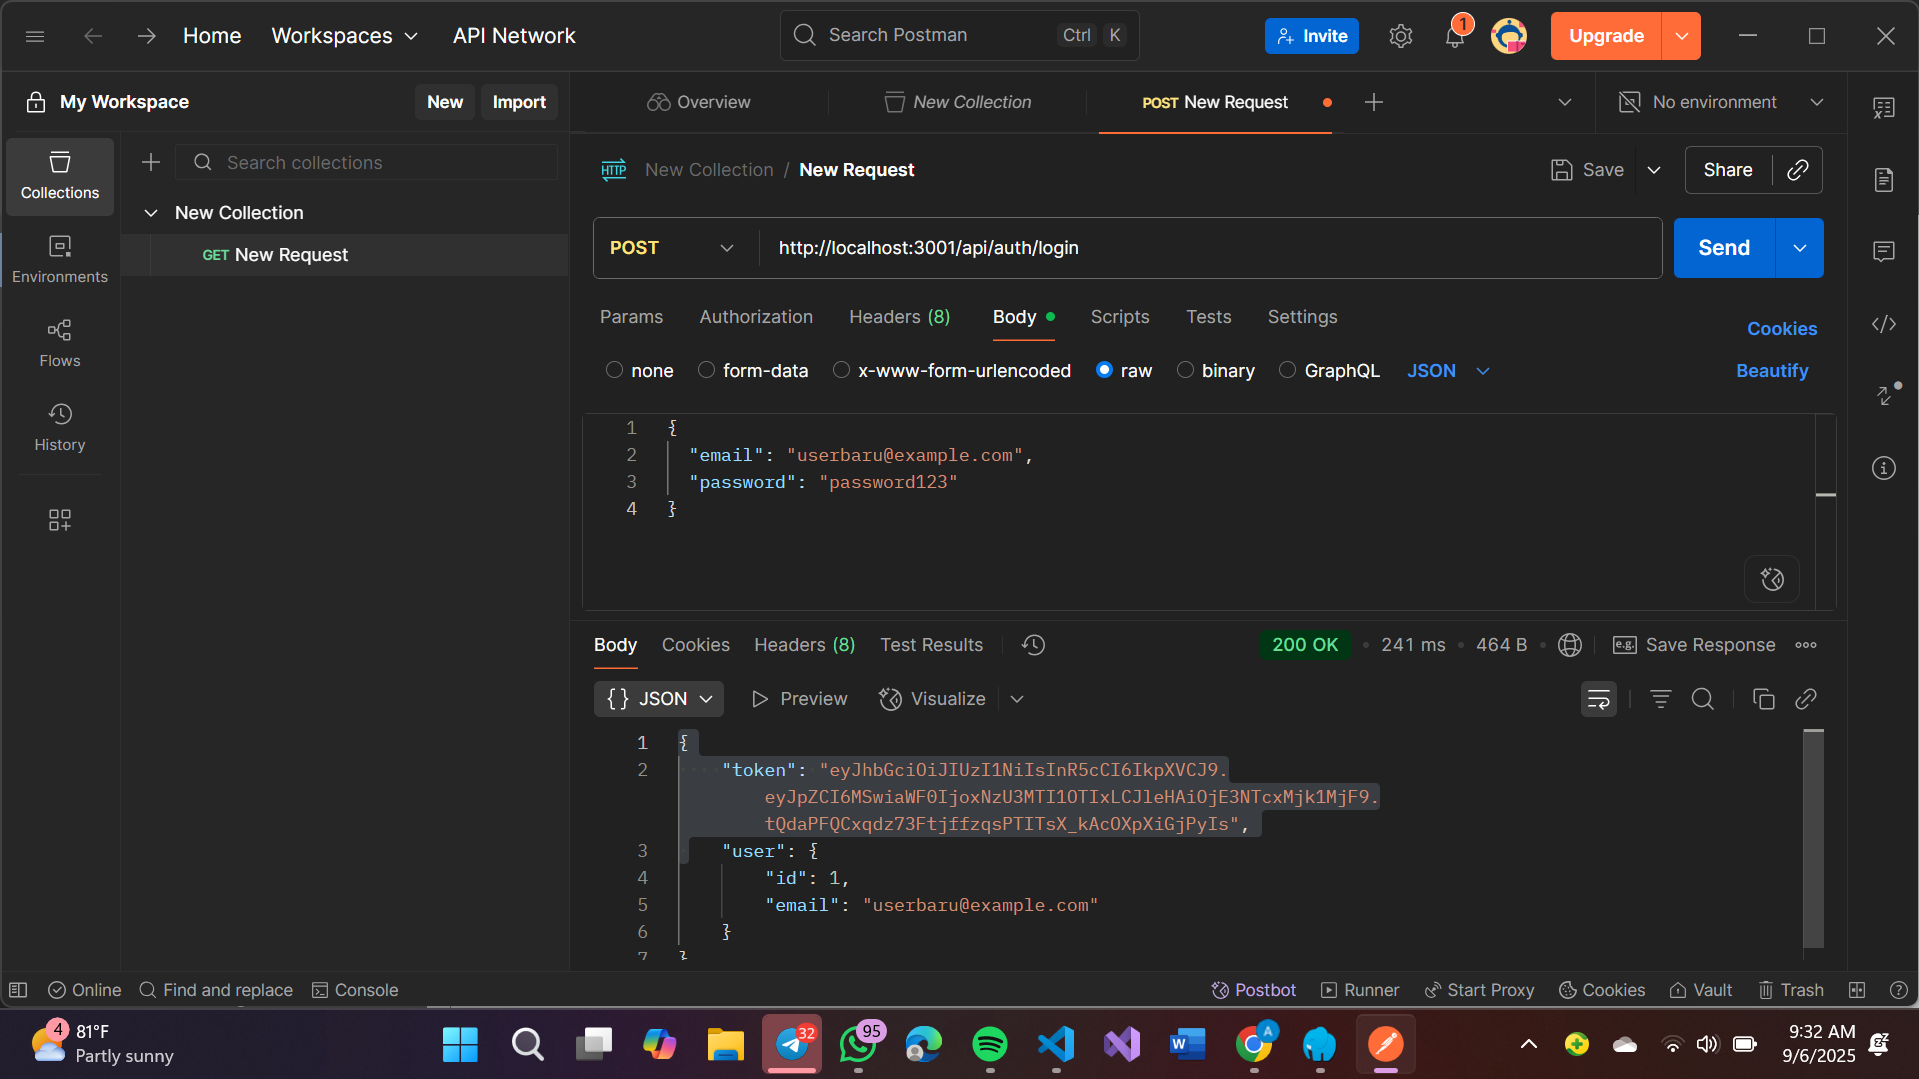 Home
Workspaces
API Network
Search Postman
Ctrl K
Invite
1
Upgrade
My Workspace
New
Import
Overview
New Collection
POST New Request
No environment
Collections
Search collections
New Collection
GET New Request
Environments
Flows
History
HTTP
New Collection / New Request
Save
Share
POST
http://localhost:3001/api/auth/login
Send
Params
Authorization
Headers (8)
Body
Scripts
Tests
Settings
Cookies
none
form-data
x-www-form-urlencoded
raw
binary
GraphQL
JSON
Beautify
1 {
2 "email": "userbaru@example.com",
3 "password": "password123"
4 }
Body
Cookies
Headers (8)
Test Results
200 OK
241 ms
464 B
e.g.
Save Response
{} JSON
Preview
Visualize
1 {
2 "token": "eyJhbGciOiJIUzI1NiIsInR5cCI6IkpXVCJ9.
eyJpZCI6MSwiaWF0IjoxNzU3MTI1OTIxLCJleHAiOjE3NTcxMjk1MjF9.
tQdaPFQCxqdz73FtjffzqsPTITsX_kAcOXpXiGjPyIs",
3 "user": {
4 "id": 1,
5 "email": "userbaru@example.com"
6 }
7 }
Online
Find and replace
Console
Postbot
Runner
Start Proxy
Cookies
Vault
Trash
4
81°F
Partly sunny
32
95
W
A
9:32 AM
9/6/2025